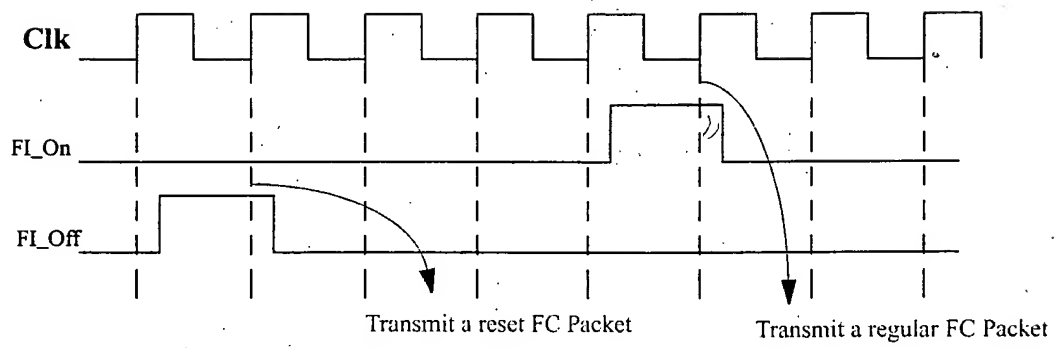 Clk
FI_On
FI_Off
Transmit a reset FC Packet
Transmit a regular FC Packet